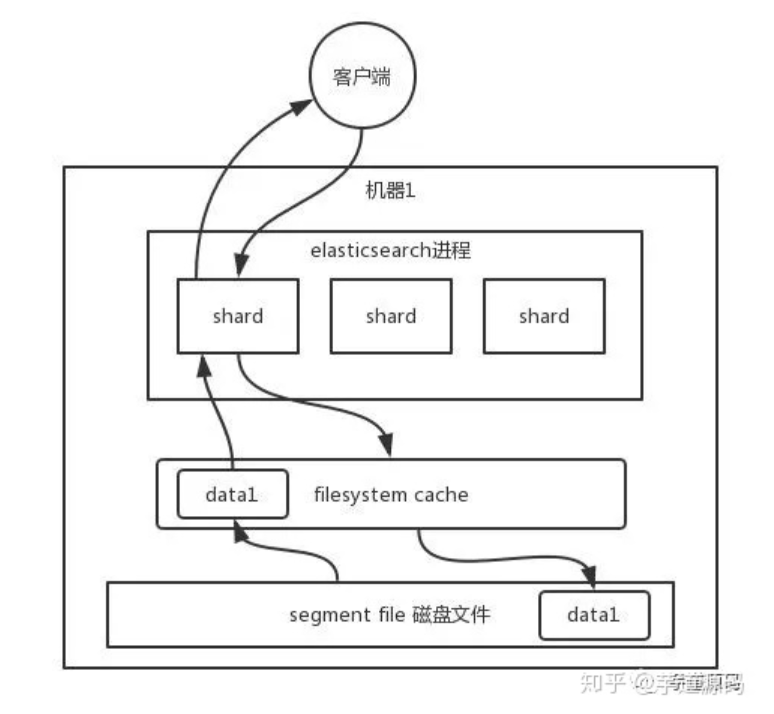 客户端
机器1
elasticsearch进程
shard
shard
shard
data1
filesystem cache
segment file 磁盘文件
data1
知乎 @芋道源码